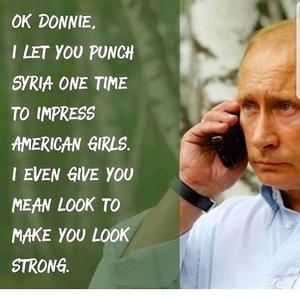 OK DONNIE,
I LET YOU PUNCH
SYRIA ONE TIME
TO IMPRESS
AMERICAN GIRLS.
I EVEN GIVE YOU
MEAN LOOK TO
MAKE YOU LOOK
STRONG.